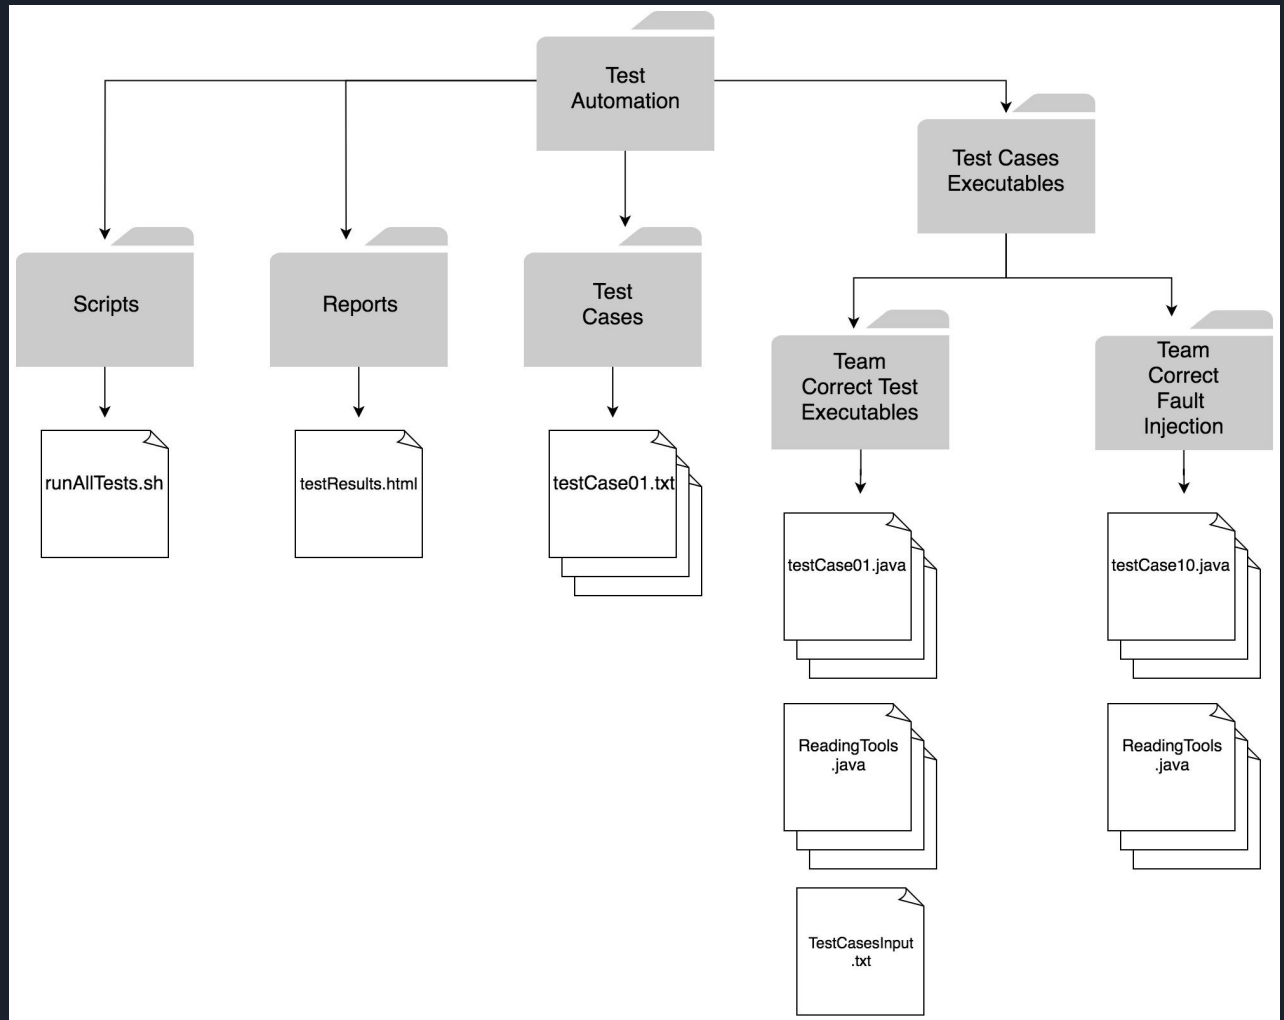 Test
Automation
Test Cases
Executables
Scripts
Reports
Test
Cases
Team
Correct Test
Executables
Team
Correct
Fault
Injection
runAllTests.sh
testResults.html
testCase01.txt
testCase01.java
testCase10.java
ReadingTools
.java
ReadingTools
.java
TestCasesInput
.txt